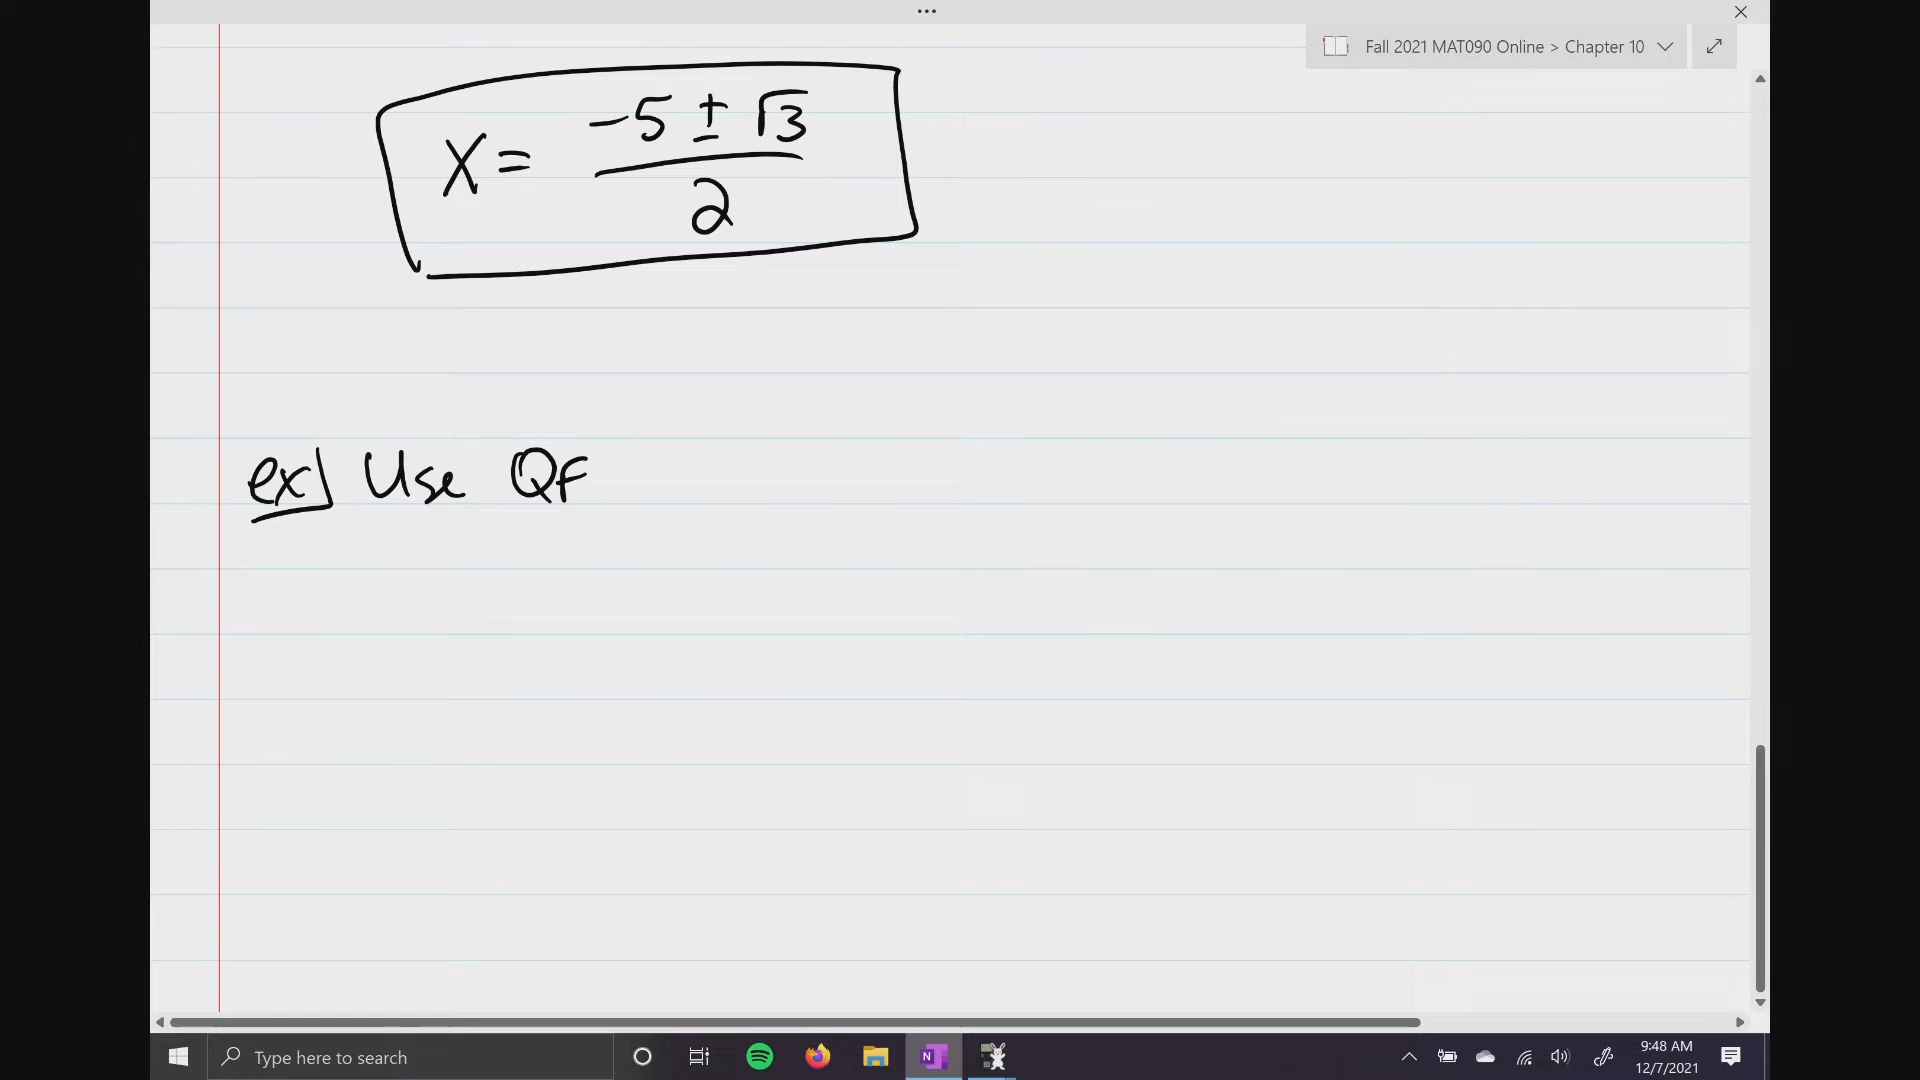 ...
Fall 2021 MAT090 Online > Chapter 10
X = -5 ± √3
2
ex] Use QF
Type here to search
N
9:48 AM
12/7/2021